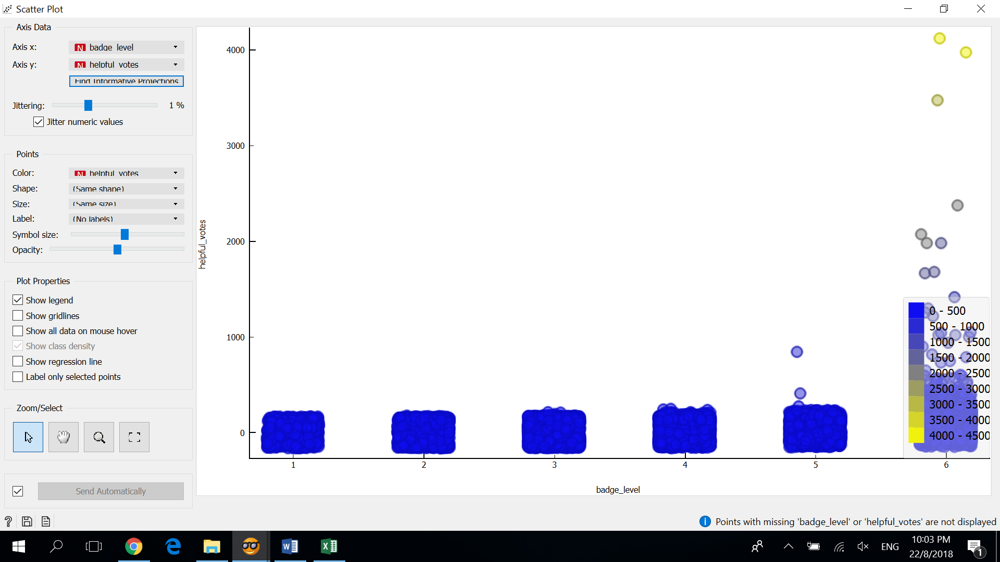 Scatter Plot
Axis Data
Axis x:
N badge_level
Axis y:
N helpful_votes
Find Informative Projections
Jittering:
1 %
Jitter numeric values
Points
Color:
N helpful_votes
Shape:
(Same shape)
Size:
(Same size)
Label:
(No labels)
Symbol size:
Opacity:
Plot Properties
Show legend
Show gridlines
Show all data on mouse hover
Show class density
Show regression line
Label only selected points
Zoom/Select
Send Automatically
helpful_votes
4000
3000
2000
1000
0
1 2 3 4 5 6
badge_level
0 - 500
500 - 1000
1000 - 1500
1500 - 2000
2000 - 2500
2500 - 3000
3000 - 3500
3500 - 4000
4000 - 4500
?
i Points with missing 'badge_level' or 'helpful_votes' are not displayed
W
X
ENG
10:03 PM
22/8/2018
1